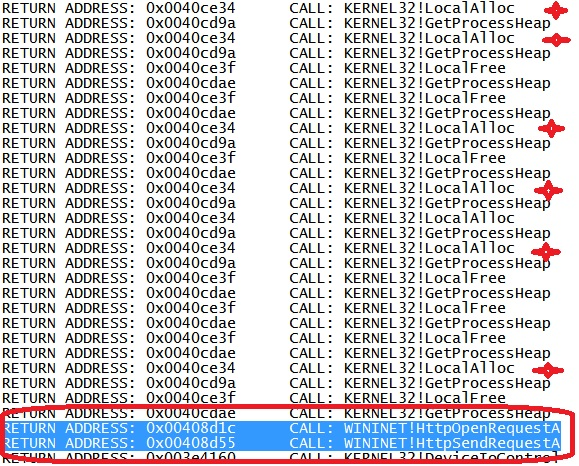 RETURN ADDRESS: 0x0040ce34 CALL: KERNEL32!LocalAlloc
RETURN ADDRESS: 0x0040cd9a CALL: KERNEL32!GetProcessHeap
RETURN ADDRESS: 0x0040ce34 CALL: KERNEL32!LocalAlloc
RETURN ADDRESS: 0x0040cd9a CALL: KERNEL32!GetProcessHeap
RETURN ADDRESS: 0x0040ce3f CALL: KERNEL32!LocalFree
RETURN ADDRESS: 0x0040cdae CALL: KERNEL32!GetProcessHeap
RETURN ADDRESS: 0x0040ce3f CALL: KERNEL32!LocalFree
RETURN ADDRESS: 0x0040cdae CALL: KERNEL32!GetProcessHeap
RETURN ADDRESS: 0x0040ce34 CALL: KERNEL32!LocalAlloc
RETURN ADDRESS: 0x0040cd9a CALL: KERNEL32!GetProcessHeap
RETURN ADDRESS: 0x0040ce3f CALL: KERNEL32!LocalFree
RETURN ADDRESS: 0x0040cdae CALL: KERNEL32!GetProcessHeap
RETURN ADDRESS: 0x0040ce34 CALL: KERNEL32!LocalAlloc
RETURN ADDRESS: 0x0040cd9a CALL: KERNEL32!GetProcessHeap
RETURN ADDRESS: 0x0040ce34 CALL: KERNEL32!LocalAlloc
RETURN ADDRESS: 0x0040cd9a CALL: KERNEL32!GetProcessHeap
RETURN ADDRESS: 0x0040ce34 CALL: KERNEL32!LocalAlloc
RETURN ADDRESS: 0x0040cd9a CALL: KERNEL32!GetProcessHeap
RETURN ADDRESS: 0x0040ce3f CALL: KERNEL32!LocalFree
RETURN ADDRESS: 0x0040cdae CALL: KERNEL32!GetProcessHeap
RETURN ADDRESS: 0x0040ce3f CALL: KERNEL32!LocalFree
RETURN ADDRESS: 0x0040cdae CALL: KERNEL32!GetProcessHeap
RETURN ADDRESS: 0x0040ce3f CALL: KERNEL32!LocalFree
RETURN ADDRESS: 0x0040cdae CALL: KERNEL32!GetProcessHeap
RETURN ADDRESS: 0x0040ce34 CALL: KERNEL32!LocalAlloc
RETURN ADDRESS: 0x0040cd9a CALL: KERNEL32!GetProcessHeap
RETURN ADDRESS: 0x0040ce3f CALL: KERNEL32!LocalFree
RETURN ADDRESS: 0x0040cdae CALL: KERNEL32!GetProcessHeap
RETURN ADDRESS: 0x00408d1c CALL: WININET!HttpOpenRequestA
RETURN ADDRESS: 0x00408d55 CALL: WININET!HttpSendRequestA
RETURN ADDRESS: 0x003e4160 CALL: KERNEL32!DeviceIoControl